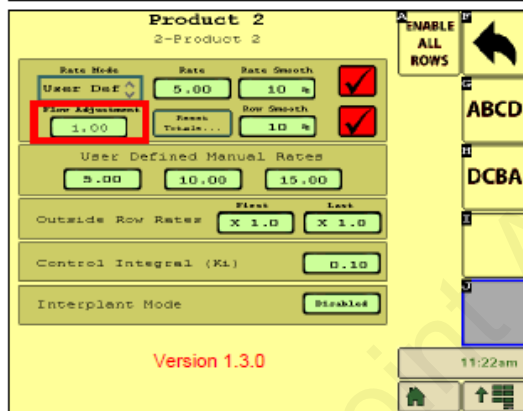 Product 2
2-Product 2
ENABLE ALL ROWS
Rate Mode Rate Rate Smooth
User Def 5.00 10 %
Flow Adjustment Row Smooth
1.00 Reset Totals... 10 %
User Defined Manual Rates
5.00 10.00 15.00
First Last
Outside Row Rates X 1.0 X 1.0
Control Integral (Ki) 0.10
Interplant Mode Disabled
Version 1.3.0
A
F
G
ABCD
H
DCBA
I
J
11:22am